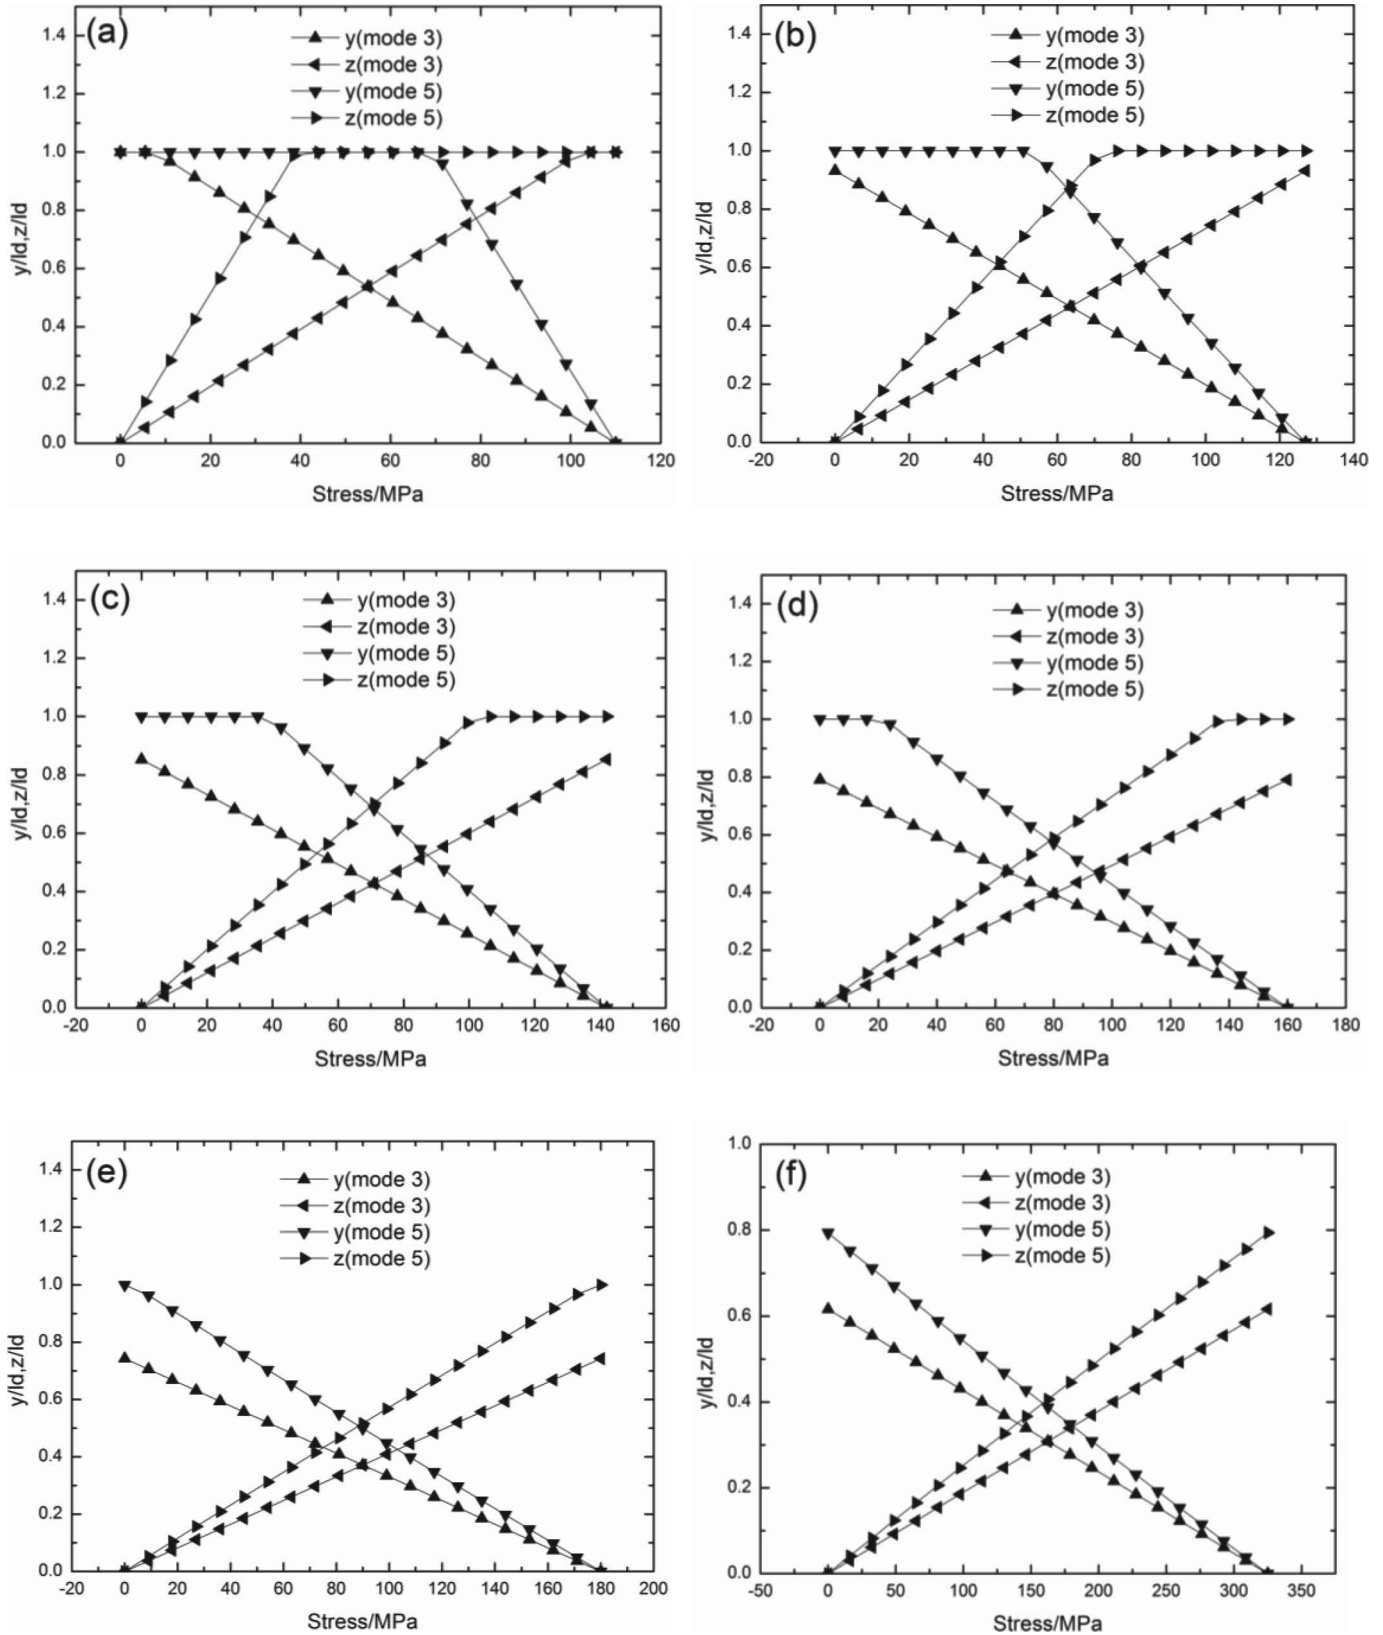 (a)
y(mode 3)
z(mode 3)
y(mode 5)
z(mode 5)
1.4
1.2
1.0
0.8
0.6
0.4
0.2
0.0
y/ld,z/ld
0 20 40 60 80 100 120
Stress/MPa
(b)
y(mode 3)
z(mode 3)
y(mode 5)
z(mode 5)
1.4
1.2
1.0
0.8
0.6
0.4
0.2
0.0
y/ld,z/ld
-20 0 20 40 60 80 100 120 140
Stress/MPa
(c)
y(mode 3)
z(mode 3)
y(mode 5)
z(mode 5)
1.4
1.2
1.0
0.8
0.6
0.4
0.2
0.0
y/ld,z/ld
-20 0 20 40 60 80 100 120 140 160
Stress/MPa
(d)
y(mode 3)
z(mode 3)
y(mode 5)
z(mode 5)
1.4
1.2
1.0
0.8
0.6
0.4
0.2
0.0
y/ld,z/ld
-20 0 20 40 60 80 100 120 140 160 180
Stress/MPa
(e)
y(mode 3)
z(mode 3)
y(mode 5)
z(mode 5)
1.4
1.2
1.0
0.8
0.6
0.4
0.2
0.0
y/ld,z/ld
-20 0 20 40 60 80 100 120 140 160 180 200
Stress/MPa
(f)
y(mode 3)
z(mode 3)
y(mode 5)
z(mode 5)
1.0
0.8
0.6
0.4
0.2
0.0
y/ld,z/ld
-50 0 50 100 150 200 250 300 350
Stress/MPa